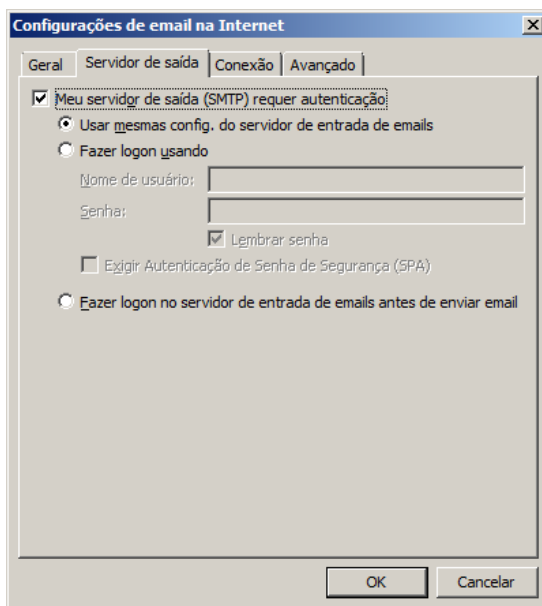 Configurações de email na Internet
Geral Servidor de saída Conexão Avançado
Meu servidor de saída (SMTP) requer autenticação
Usar mesmas config. do servidor de entrada de emails
Fazer logon usando
Nome de usuário:
Senha:
Lembrar senha
Exigir Autenticação de Senha de Segurança (SPA)
Fazer logon no servidor de entrada de emails antes de enviar email
OK Cancelar